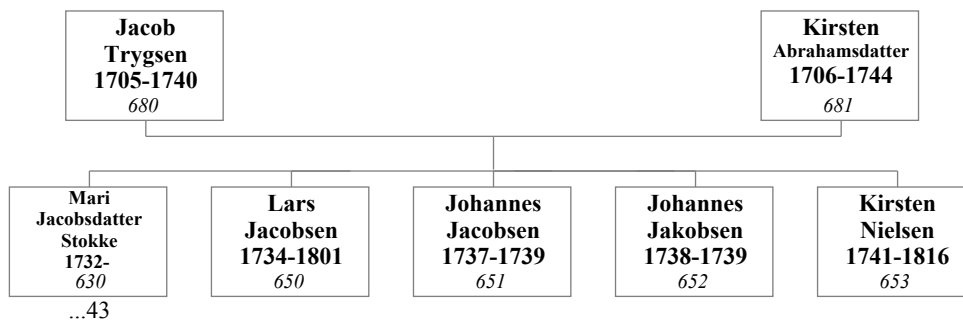 Jacob
Trygsen
1705-1740
680
Kirsten
Abrahamsdatter
1706-1744
681
Mari
Jacobsdatter
Stokke
1732-
630
...43
Lars
Jacobsen
1734-1801
650
Johannes
Jacobsen
1737-1739
651
Johannes
Jakobsen
1738-1739
652
Kirsten
Nielsen
1741-1816
653